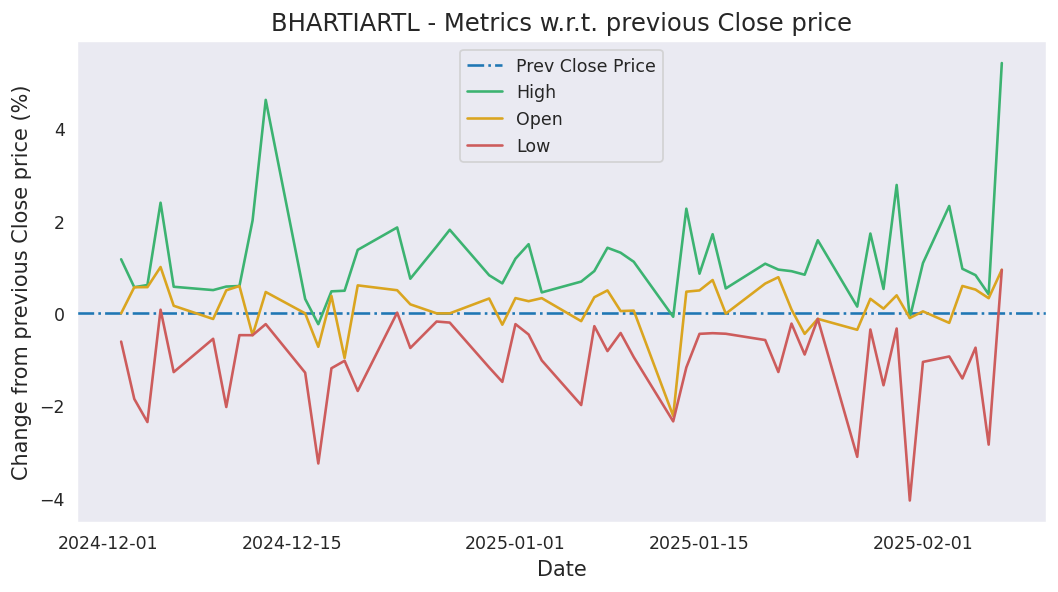 BHARTIARTL - Metrics w.r.t. previous Close price
Change from previous Close price (%)
Prev Close Price
High
Open
Low
4
2
0
−2
−4
2024-12-01
2024-12-15
2025-01-01
2025-01-15
2025-02-01
Date